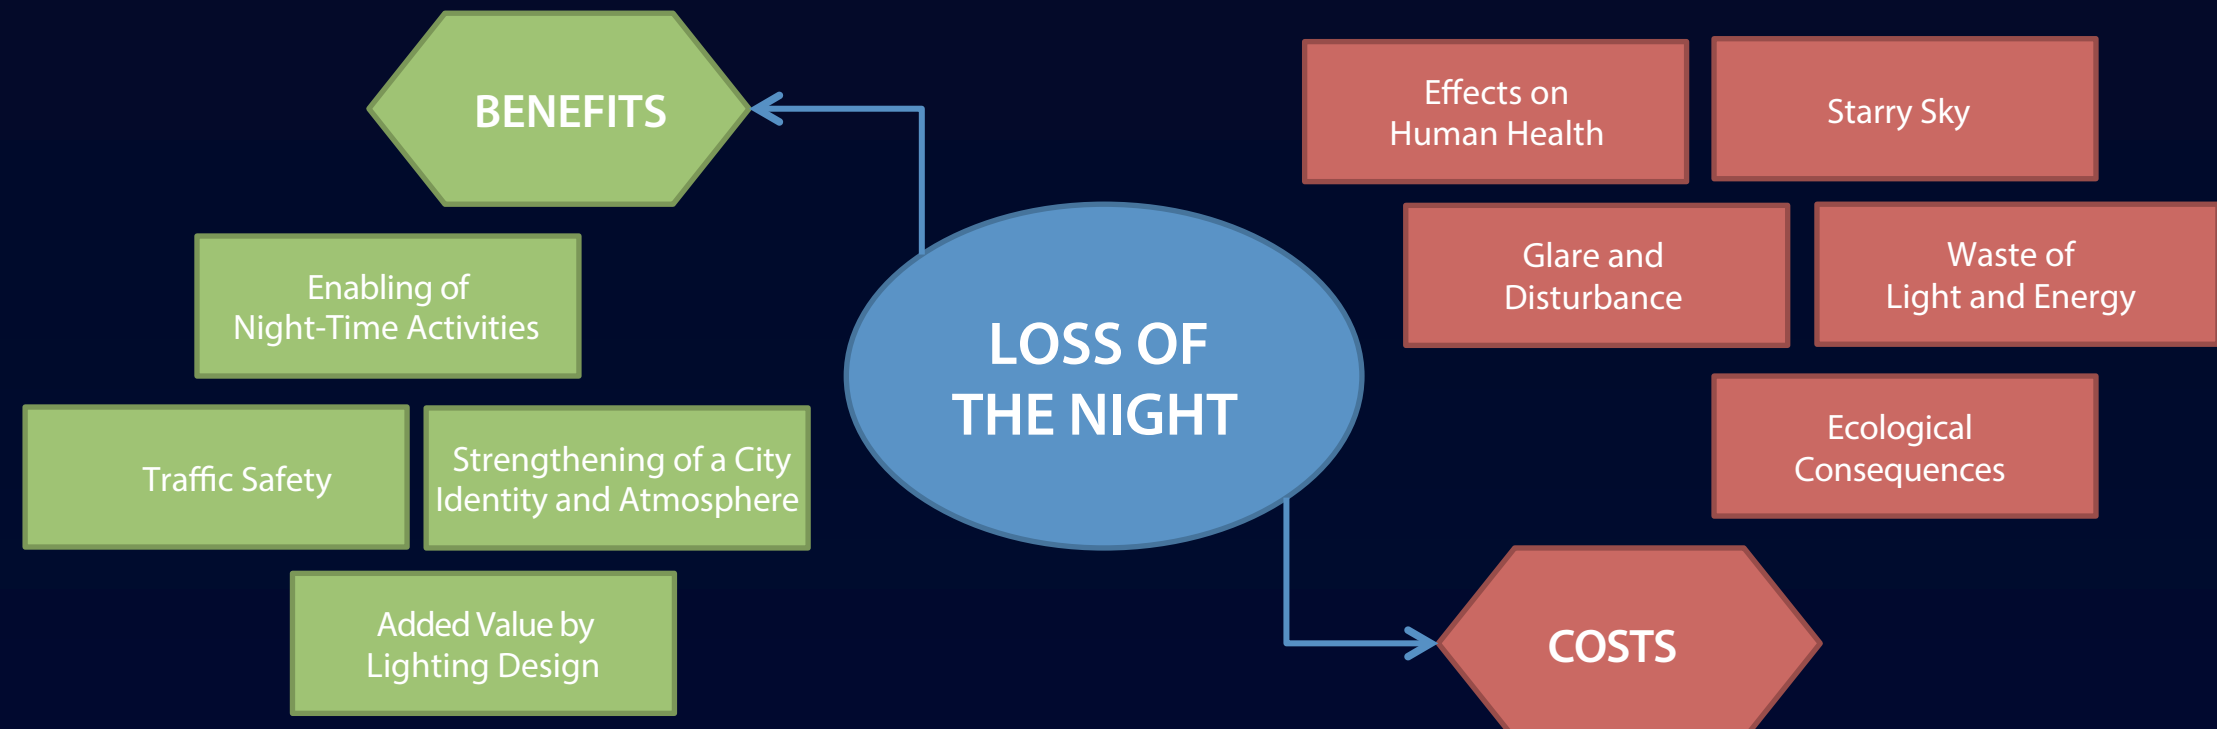 BENEFITS
Enabling of
Night-Time Activities
Traffic Safety
Strengthening of a City
Identity and Atmosphere
Added Value by
Lighting Design
LOSS OF
THE NIGHT
Effects on
Human Health
Starry Sky
Glare and
Disturbance
Waste of
Light and Energy
Ecological
Consequences
COSTS